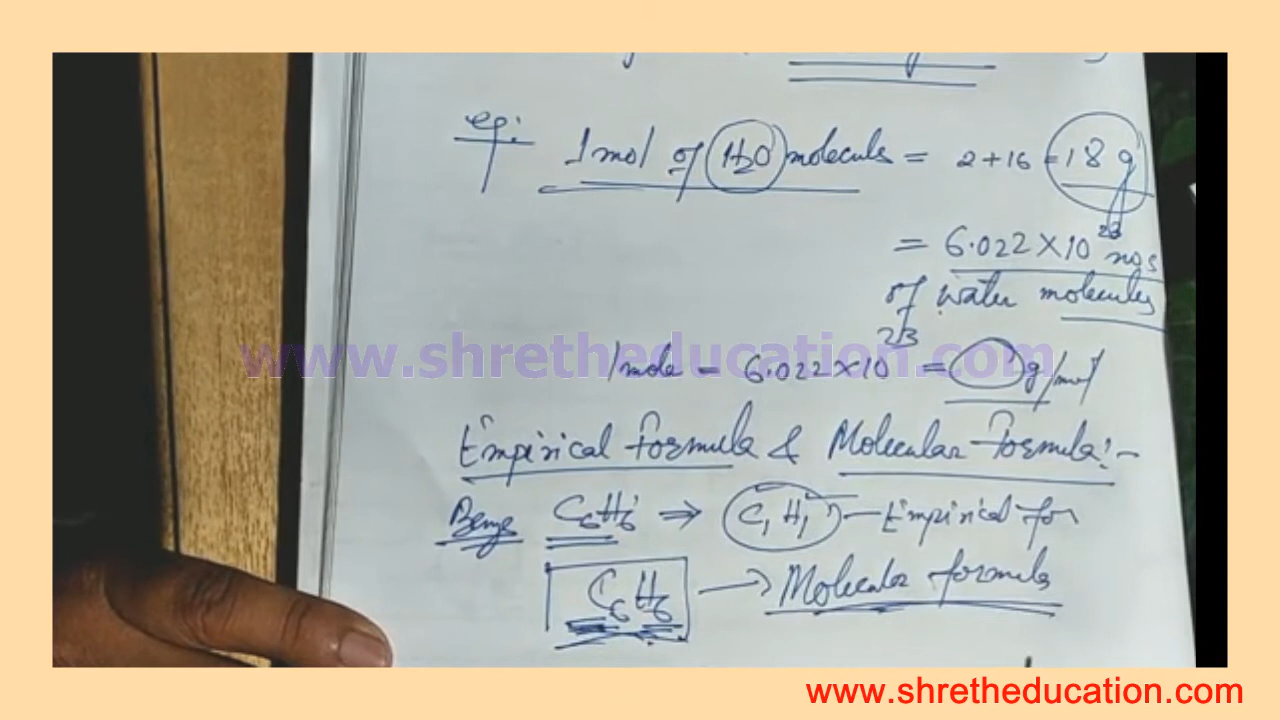 eg:
1 mol of H2O molecules = 2 + 16 = 18 g
= 6.022 × 10^23 nos
of water molecules
www.shretheducation.com
1 mole = 6.022 × 10^23 = g/mol
Empirical Formula & Molecular Formula:-
C6H6 ⇒ C1H1 — Empirical for
C6H6 → Molecular formula
www.shretheducation.com